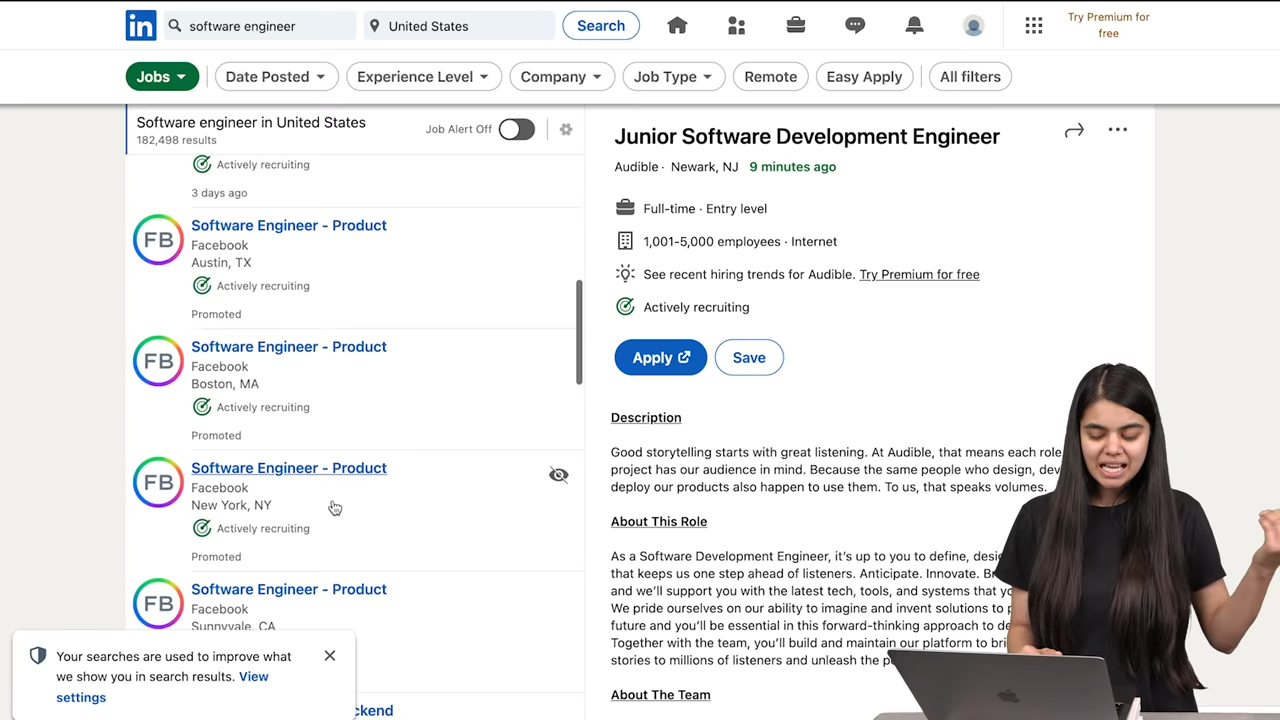 in
software engineer
United States
Search
Try Premium for
free
Jobs
Date Posted
Experience Level
Company
Job Type
Remote
Easy Apply
All filters
Software engineer in United States
182,498 results
Job Alert Off
Actively recruiting
3 days ago
FB
Software Engineer - Product
Facebook
Austin, TX
Actively recruiting
Promoted
FB
Software Engineer - Product
Facebook
Boston, MA
Actively recruiting
Promoted
FB
Software Engineer - Product
Facebook
New York, NY
Actively recruiting
Promoted
FB
Software Engineer - Product
Facebook
Sunnyvale, CA
Your searches are used to improve what
we show you in search results. View
settings
ckend
Junior Software Development Engineer
Audible · Newark, NJ 9 minutes ago
Full-time · Entry level
1,001-5,000 employees · Internet
See recent hiring trends for Audible. Try Premium for free
Actively recruiting
Apply
Save
Description
Good storytelling starts with great listening. At Audible, that means each role
project has our audience in mind. Because the same people who design, dev
deploy our products also happen to use them. To us, that speaks volumes.
About This Role
As a Software Development Engineer, it's up to you to define, desi
that keeps us one step ahead of listeners. Anticipate. Innovate. Br
and we'll support you with the latest tech, tools, and systems that yo
We pride ourselves on our ability to imagine and invent solutions to p
future and you'll be essential in this forward-thinking approach to de
Together with the team, you'll build and maintain our platform to bri
stories to millions of listeners and unleash the p
About The Team